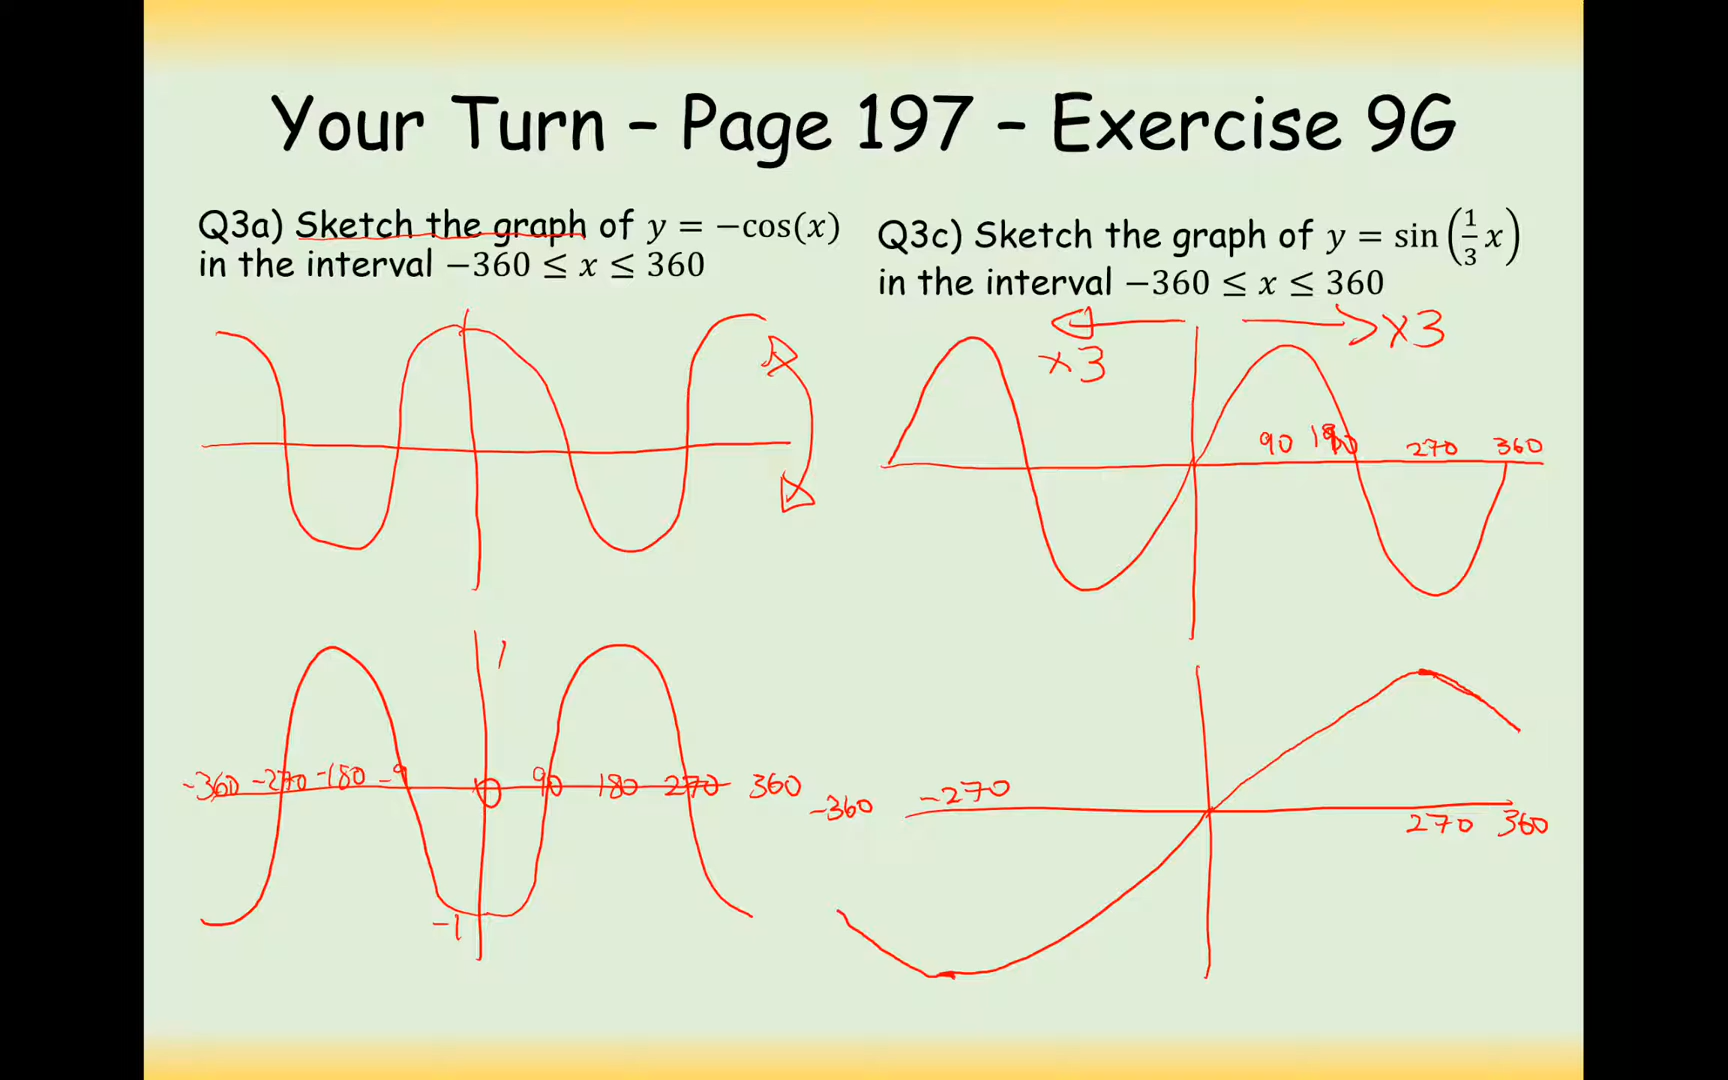 Your Turn – Page 197 – Exercise 9G
Q3a) Sketch the graph of y = −cos(x)
in the interval −360 ≤ x ≤ 360
Q3c) Sketch the graph of y = sin(1/3 x)
in the interval −360 ≤ x ≤ 360
×3
×3
90 180 270 360
1
-360 -270 -180 -9 0 90 180 270 360
-1
-360 -270
270 360